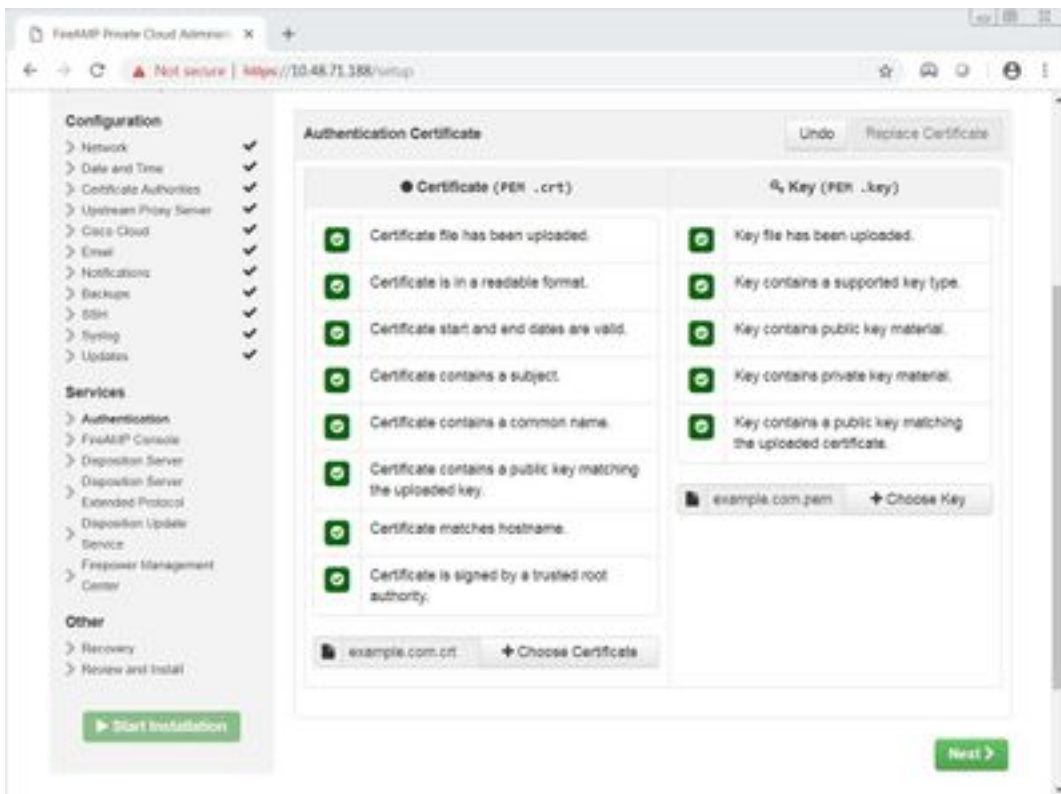 FireAMP Private Cloud Administ
Not secure | https://10.48.71.188/setup
Configuration
Network
Date and Time
Certificate Authorities
Upstream Proxy Server
Cisco Cloud
Email
Notifications
Backups
SSH
Syslog
Updates
Services
Authentication
FireAMP Console
Disposition Server
Disposition Server
Extended Protocol
Disposition Update
Service
Firepower Management
Center
Other
Recovery
Review and Install
Start Installation
Authentication Certificate
Undo
Replace Certificate
Certificate (PEM .crt)
Certificate file has been uploaded.
Certificate is in a readable format.
Certificate start and end dates are valid.
Certificate contains a subject.
Certificate contains a common name.
Certificate contains a public key matching
the uploaded key.
Certificate matches hostname.
Certificate is signed by a trusted root
authority.
example.com.crt
+ Choose Certificate
Key (PEM .key)
Key file has been uploaded.
Key contains a supported key type.
Key contains public key material.
Key contains private key material.
Key contains a public key matching
the uploaded certificate.
example.com.pem
+ Choose Key
Next >